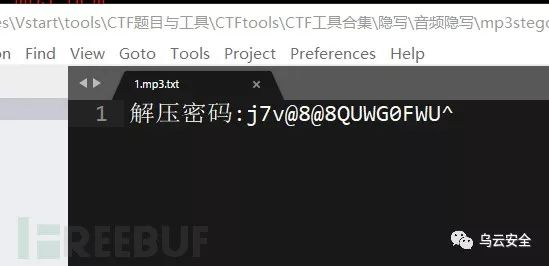 es\Vstart\tools\CTF题目与工具\CTFtools\CTF工具合集\隐写\音频隐写\mp3stego
on Find View Goto Tools Project Preferences Help
1.mp3.txt ×
1 解压密码:j7v@8@8QUWG0FWU^
FREEBUF
乌云安全